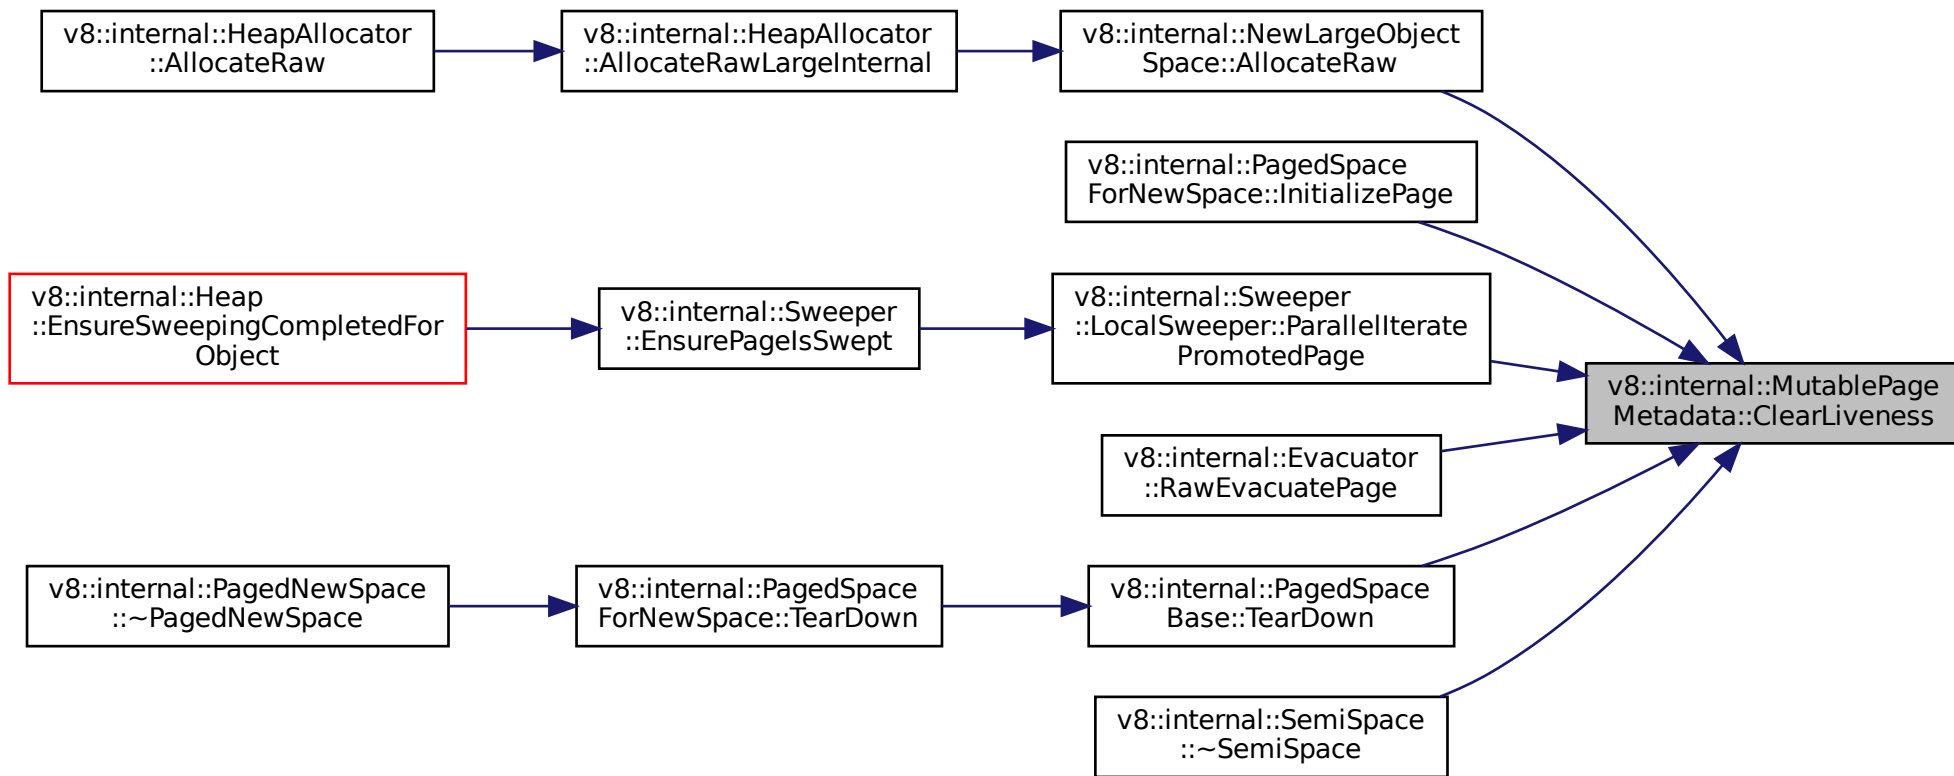 v8::internal::HeapAllocator
::AllocateRaw
v8::internal::HeapAllocator
::AllocateRawLargeInternal
v8::internal::NewLargeObject
Space::AllocateRaw
v8::internal::PagedSpace
ForNewSpace::InitializePage
v8::internal::Heap
::EnsureSweepingCompletedFor
Object
v8::internal::Sweeper
::EnsurePageIsSwept
v8::internal::Sweeper
::LocalSweeper::ParallelIterate
PromotedPage
v8::internal::MutablePage
Metadata::ClearLiveness
v8::internal::Evacuator
::RawEvacuatePage
v8::internal::PagedNewSpace
::~PagedNewSpace
v8::internal::PagedSpace
ForNewSpace::TearDown
v8::internal::PagedSpace
Base::TearDown
v8::internal::SemiSpace
::~SemiSpace